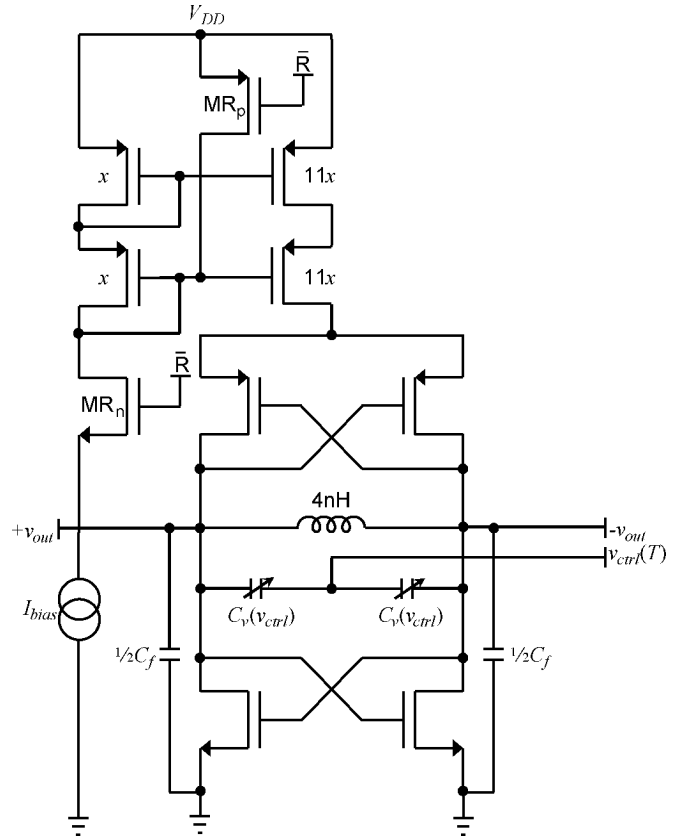 V_DD
R̄
MR_p
x
11x
x
11x
R̄
MR_n
4nH
+v_out
-v_out
v_ctrl(T)
I_bias
C_v(v_ctrl)
C_v(v_ctrl)
½C_f
½C_f